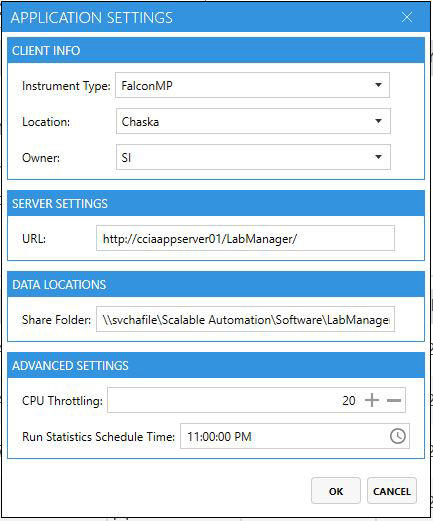 APPLICATION SETTINGS
CLIENT INFO
Instrument Type: FalconMP
Location: Chaska
Owner: SI
SERVER SETTINGS
URL: http://cciaappserver01/LabManager/
DATA LOCATIONS
Share Folder: \\svchafile\Scalable Automation\Software\LabManager
ADVANCED SETTINGS
CPU Throttling: 20
Run Statistics Schedule Time: 11:00:00 PM
OK CANCEL